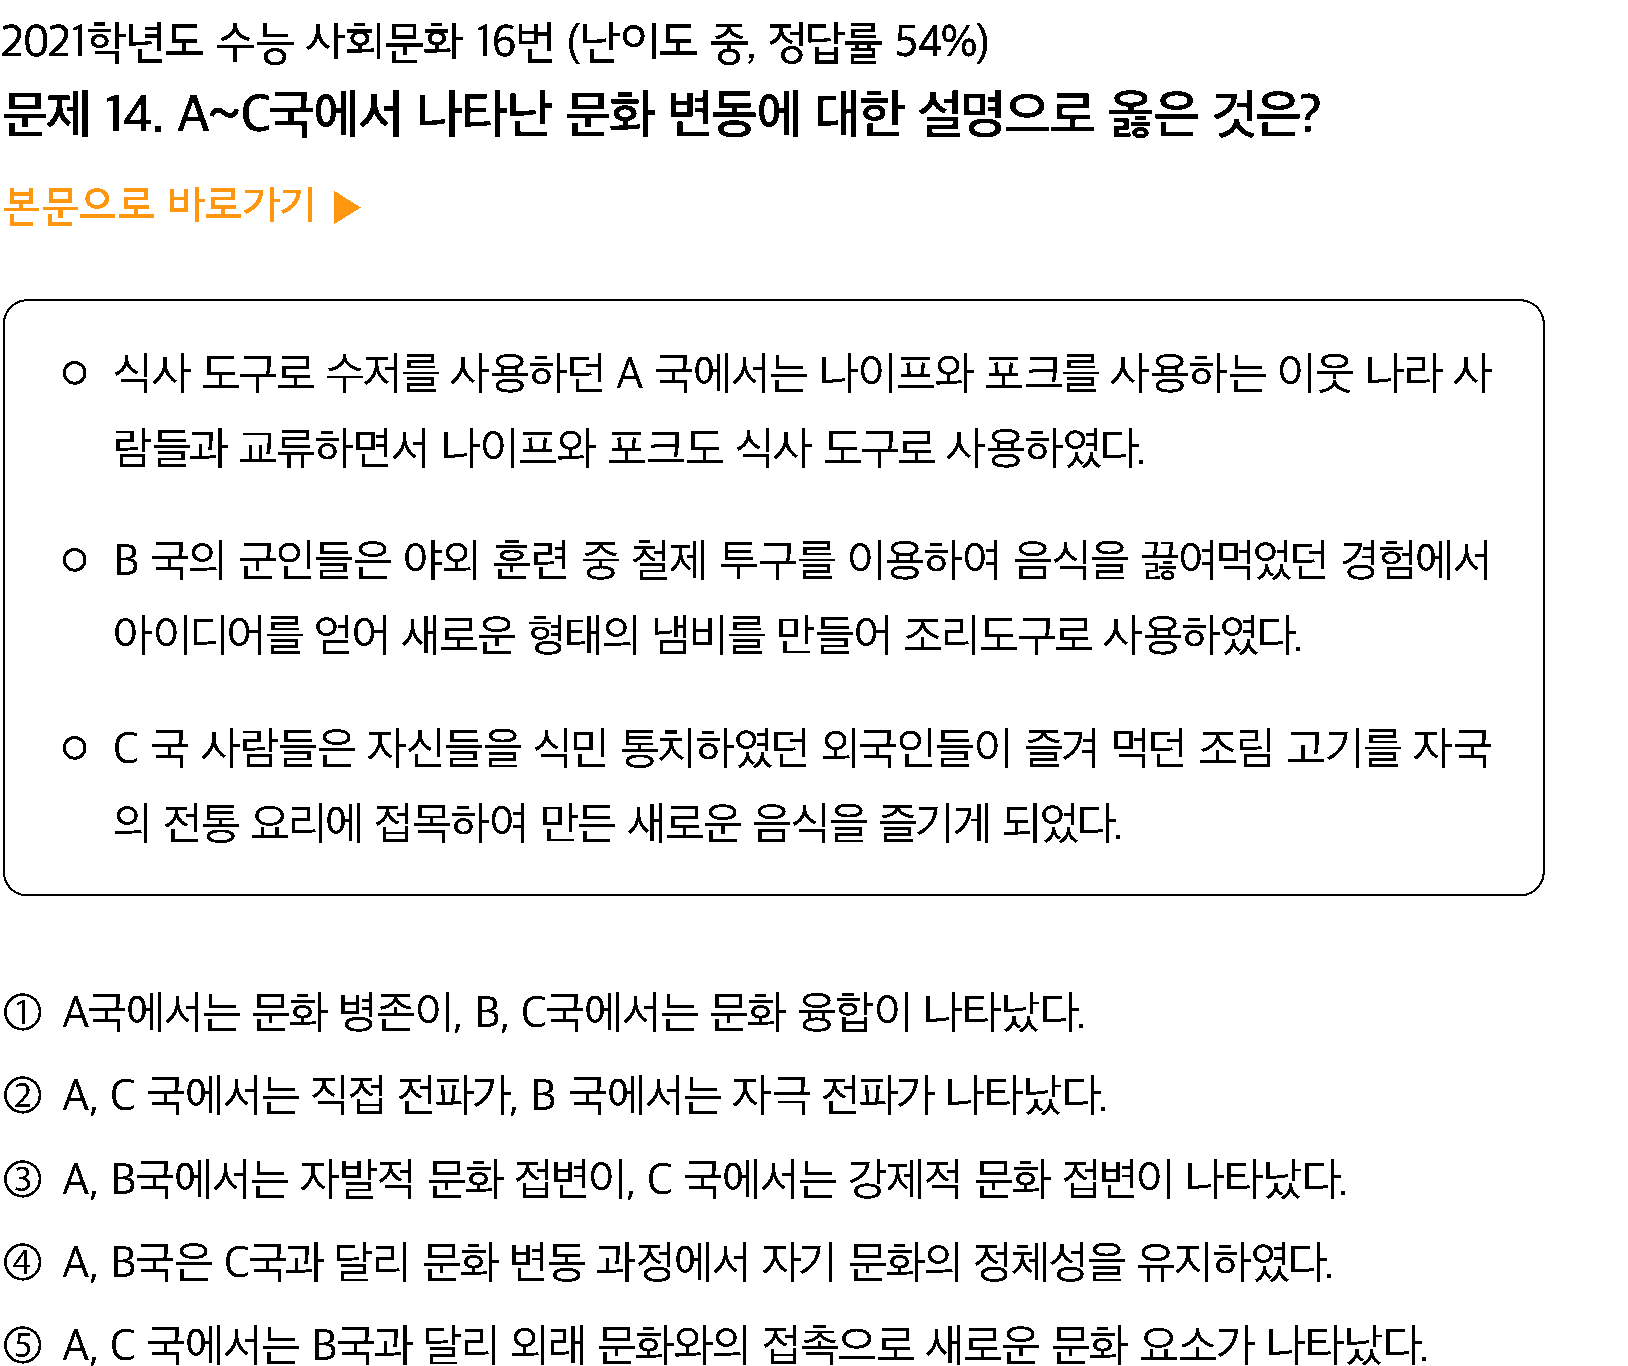 2021학년도 수능 사회문화 16번 (난이도 중, 정답률 54%)
문제 14. A~C국에서 나타난 문화 변동에 대한 설명으로 옳은 것은?
본문으로 바로가기 ▶
○ 식사 도구로 수저를 사용하던 A 국에서는 나이프와 포크를 사용하는 이웃 나라 사
람들과 교류하면서 나이프와 포크도 식사 도구로 사용하였다.
○ B 국의 군인들은 야외 훈련 중 철제 투구를 이용하여 음식을 끓여먹었던 경험에서
아이디어를 얻어 새로운 형태의 냄비를 만들어 조리도구로 사용하였다.
○ C 국 사람들은 자신들을 식민 통치하였던 외국인들이 즐겨 먹던 조림 고기를 자국
의 전통 요리에 접목하여 만든 새로운 음식을 즐기게 되었다.
① A국에서는 문화 병존이, B, C국에서는 문화 융합이 나타났다.
② A, C 국에서는 직접 전파가, B 국에서는 자극 전파가 나타났다.
③ A, B국에서는 자발적 문화 접변이, C 국에서는 강제적 문화 접변이 나타났다.
④ A, B국은 C국과 달리 문화 변동 과정에서 자기 문화의 정체성을 유지하였다.
⑤ A, C 국에서는 B국과 달리 외래 문화와의 접촉으로 새로운 문화 요소가 나타났다.